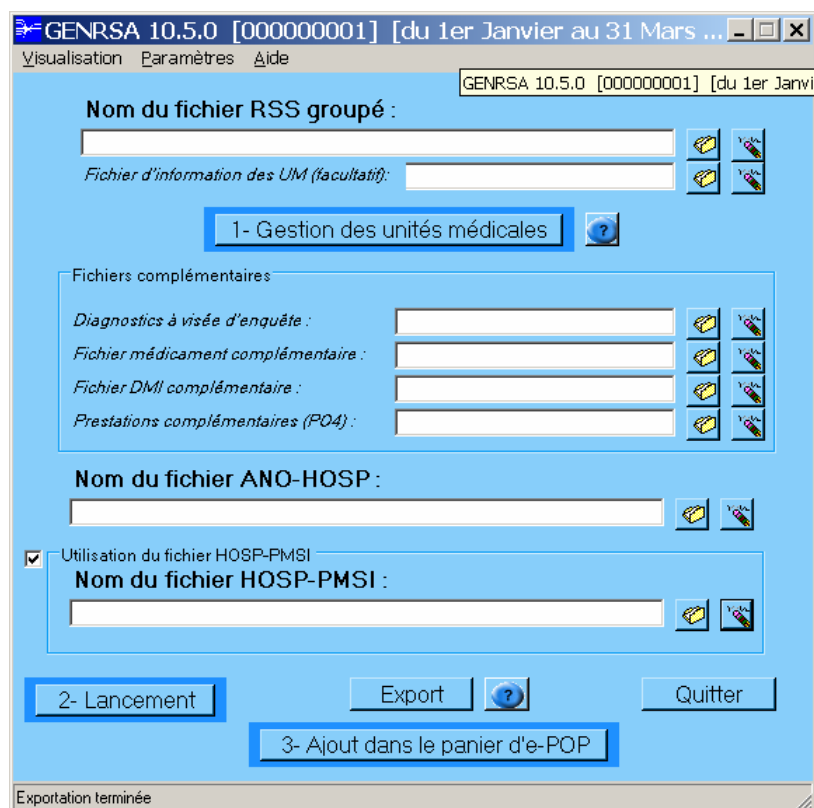 GENRSA 10.5.0 [000000001] [du 1er Janvier au 31 Mars ...
Visualisation Paramètres Aide
GENRSA 10.5.0 [000000001] [du 1er Janvi
Nom du fichier RSS groupé :
Fichier d'information des UM (facultatif):
1- Gestion des unités médicales
?
Fichiers complémentaires
Diagnostics à visée d'enquête :
Fichier médicament complémentaire :
Fichier DMI complémentaire :
Prestations complémentaires (PO4) :
Nom du fichier ANO-HOSP :
Utilisation du fichier HOSP-PMSI
Nom du fichier HOSP-PMSI :
2- Lancement
Export
?
Quitter
3- Ajout dans le panier d'e-POP
Exportation terminée